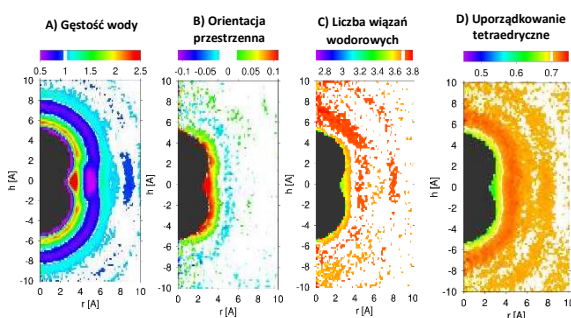 A) Gęstość wody
B) Orientacja
przestrzenna
C) Liczba wiązań
wodorowych
D) Uporządkowanie
tetraedryczne
0.5 1 1.5 2 2.5
-0.1 -0.05 0 0.05 0.1
2.8 3 3.2 3.4 3.6 3.8
0.5 0.6 0.7
10 10 10 10
8 8 8 8
6 6 6 6
4 4 4 4
2 2 2 2
h [A] 0 h [A] 0 h [A] 0 h [A] 0
-2 -2 -2 -2
-4 -4 -4 -4
-6 -6 -6 -6
-8 -8 -8 -8
-10 -10 -10 -10
0 2 4 6 8 10 0 2 4 6 8 10 0 2 4 6 8 10 0 2 4 6 8 10
r [A] r [A] r [A] r [A]